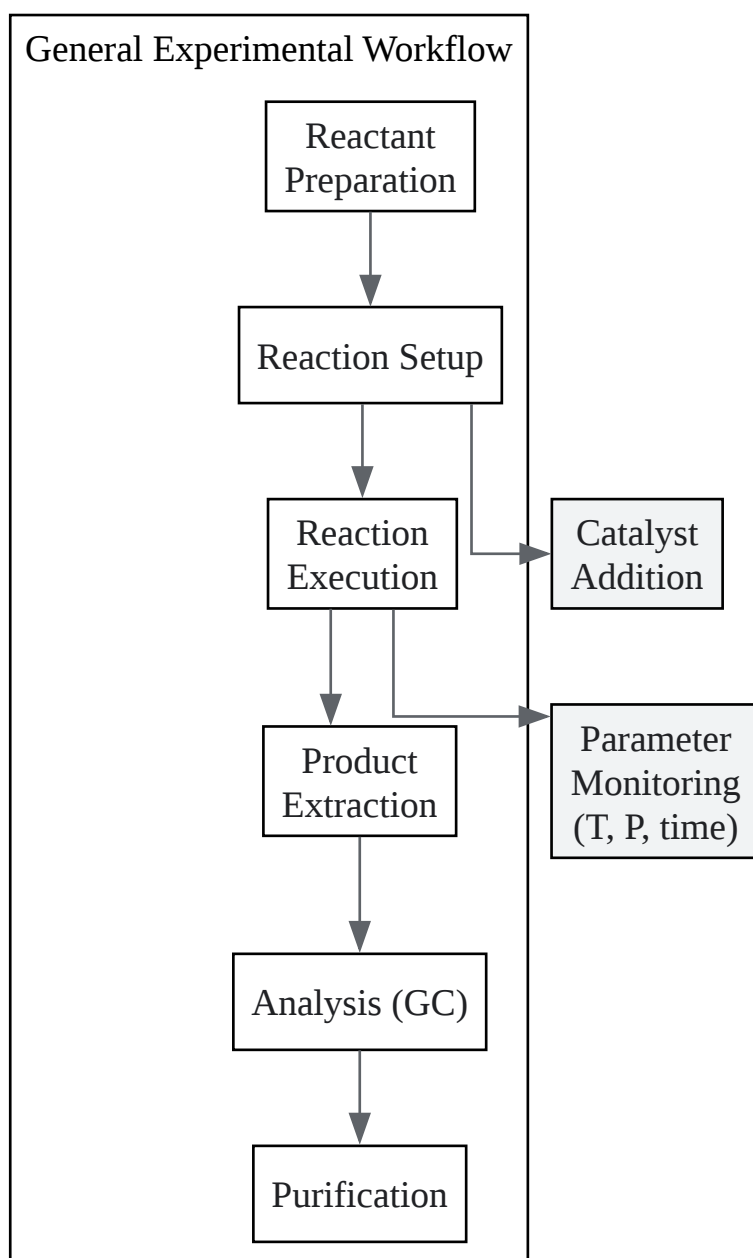 General Experimental Workflow
Reactant
Preparation
Reaction Setup
Reaction
Execution
Catalyst
Addition
Product
Extraction
Parameter
Monitoring
(T, P, time)
Analysis (GC)
Purification